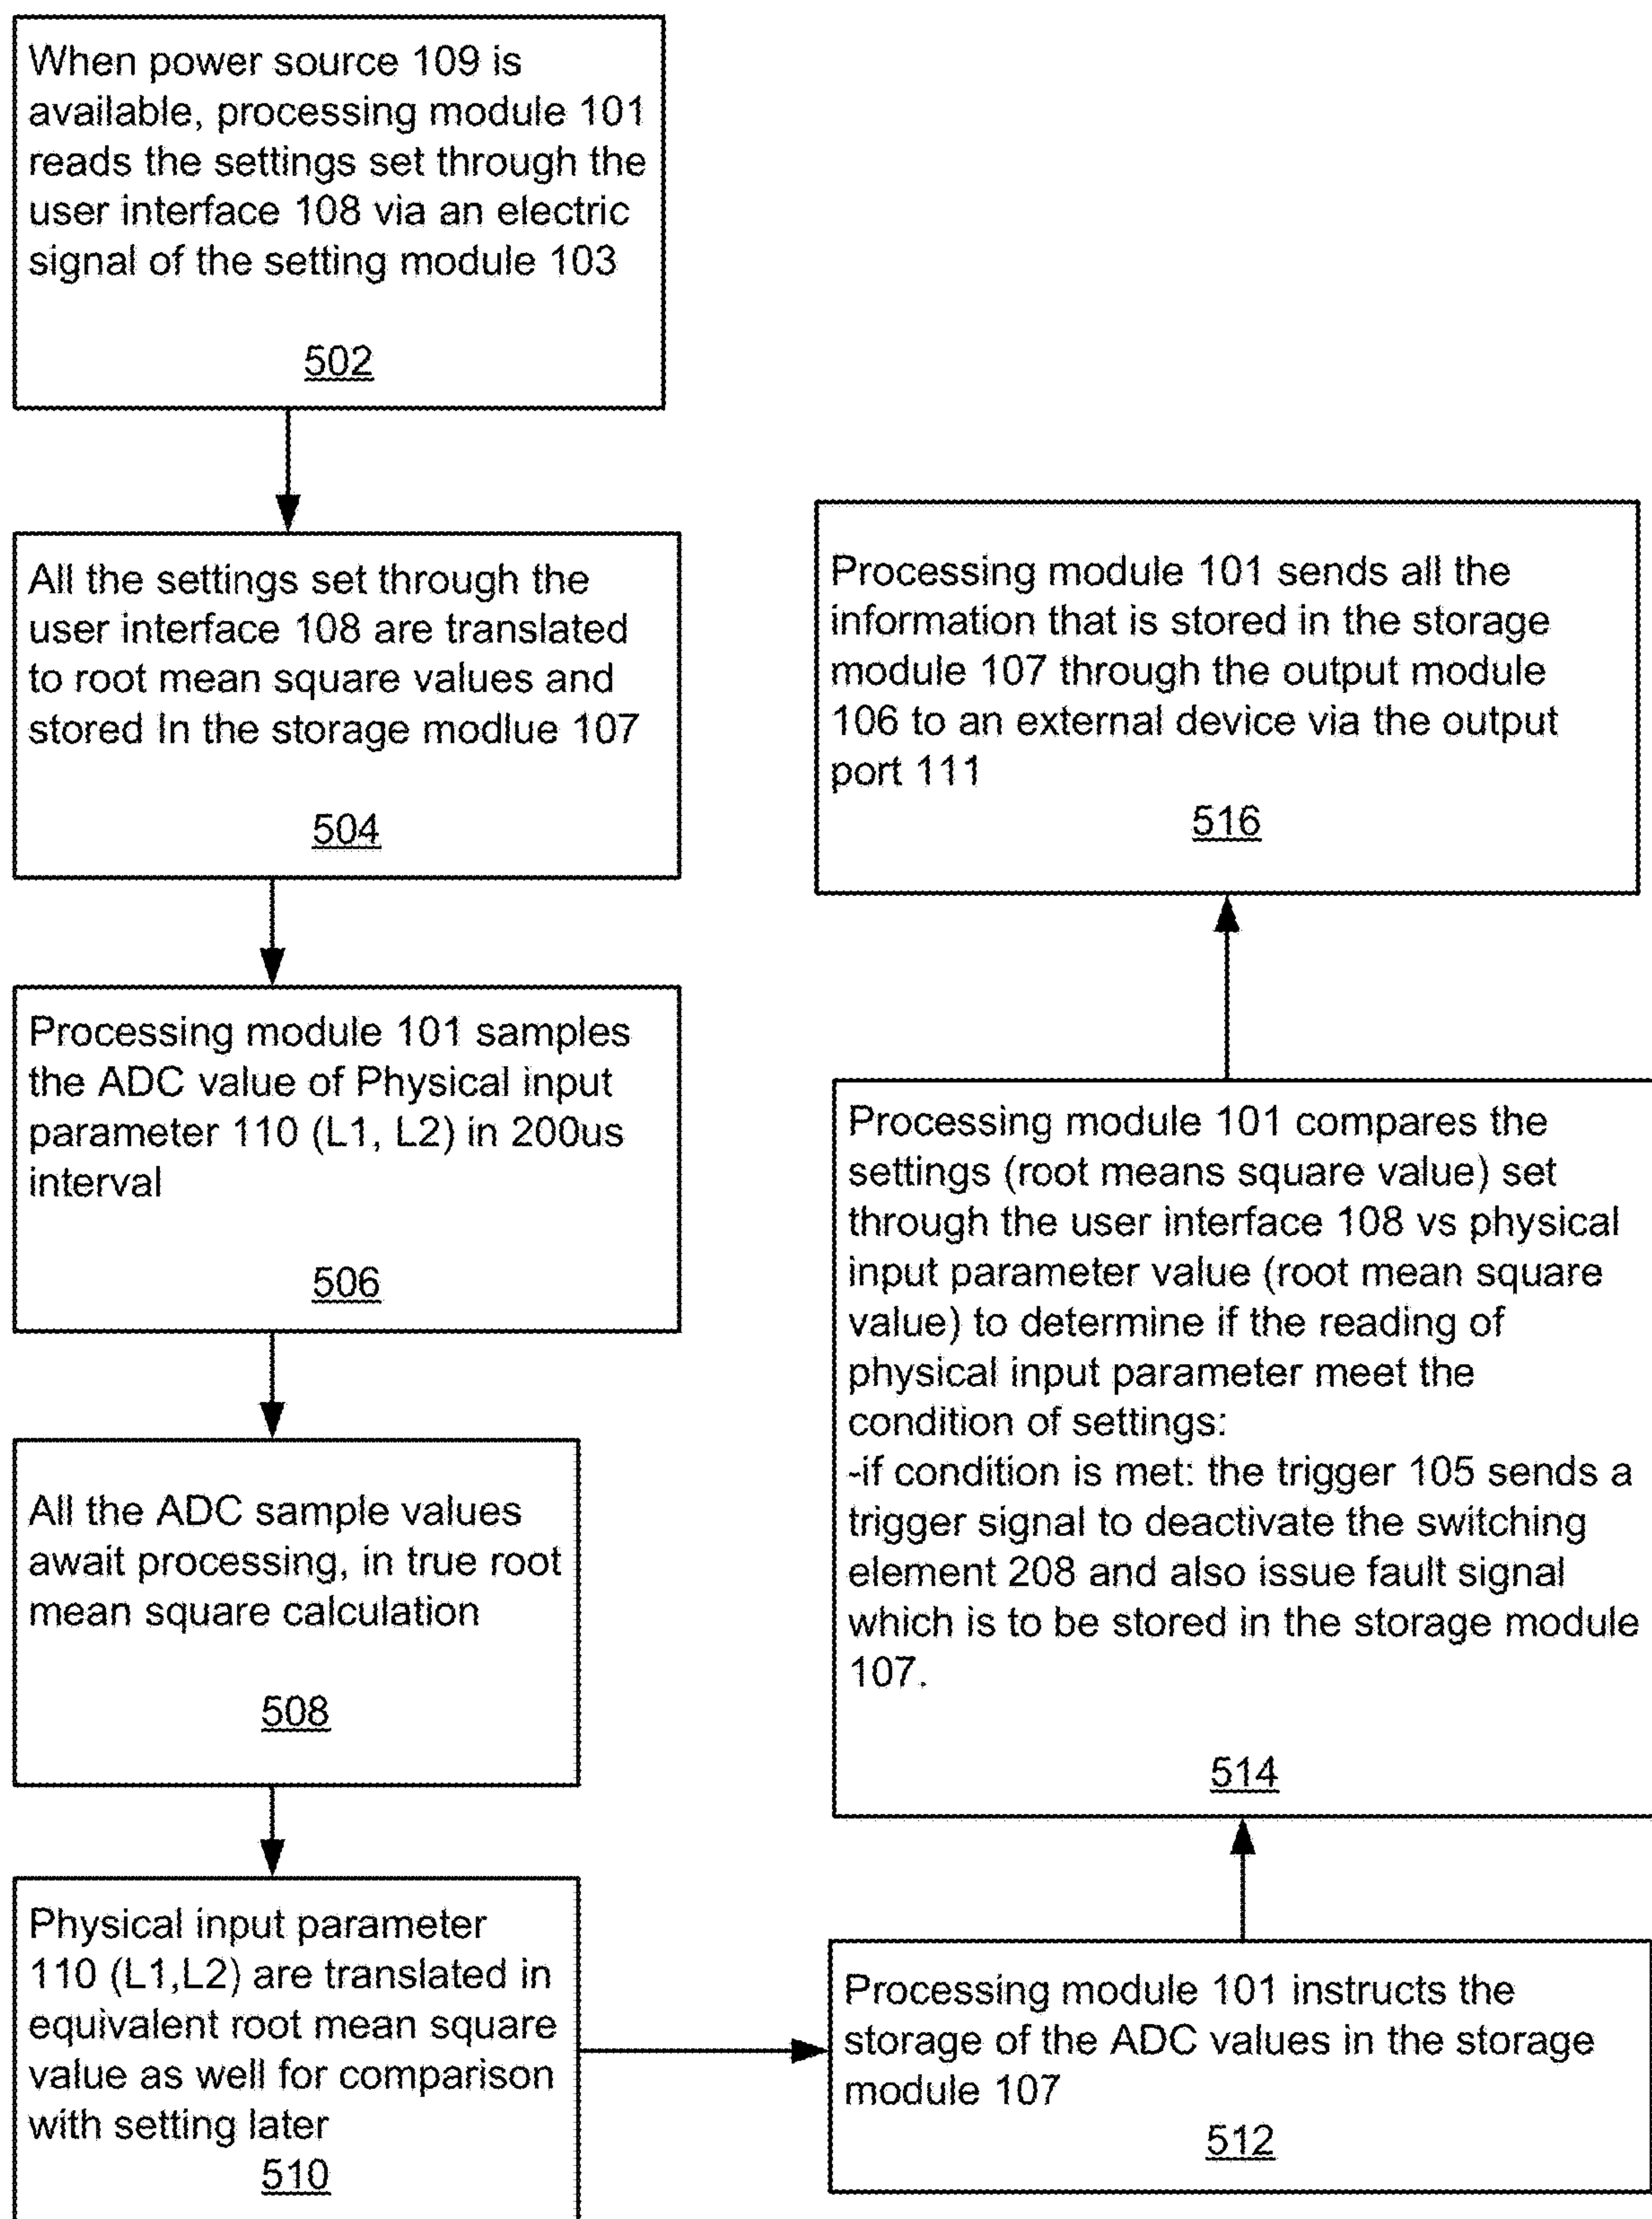 When power source 109 is
available, processing module 101
reads the settings set through the
user interface 108 via an electric
signal of the setting module 103
502
All the settings set through the
user interface 108 are translated
to root mean square values and
stored In the storage modlue 107
504
Processing module 101 samples
the ADC value of Physical input
parameter 110 (L1, L2) in 200us
interval
506
All the ADC sample values
await processing, in true root
mean square calculation
508
Physical input parameter
110 (L1,L2) are translated in
equivalent root mean square
value as well for comparison
with setting later
510
Processing module 101 instructs the
storage of the ADC values in the storage
module 107
512
Processing module 101 compares the
settings (root means square value) set
through the user interface 108 vs physical
input parameter value (root mean square
value) to determine if the reading of
physical input parameter meet the
condition of settings:
-if condition is met: the trigger 105 sends a
trigger signal to deactivate the switching
element 208 and also issue fault signal
which is to be stored in the storage module
107.
514
Processing module 101 sends all the
information that is stored in the storage
module 107 through the output module
106 to an external device via the output
port 111
516